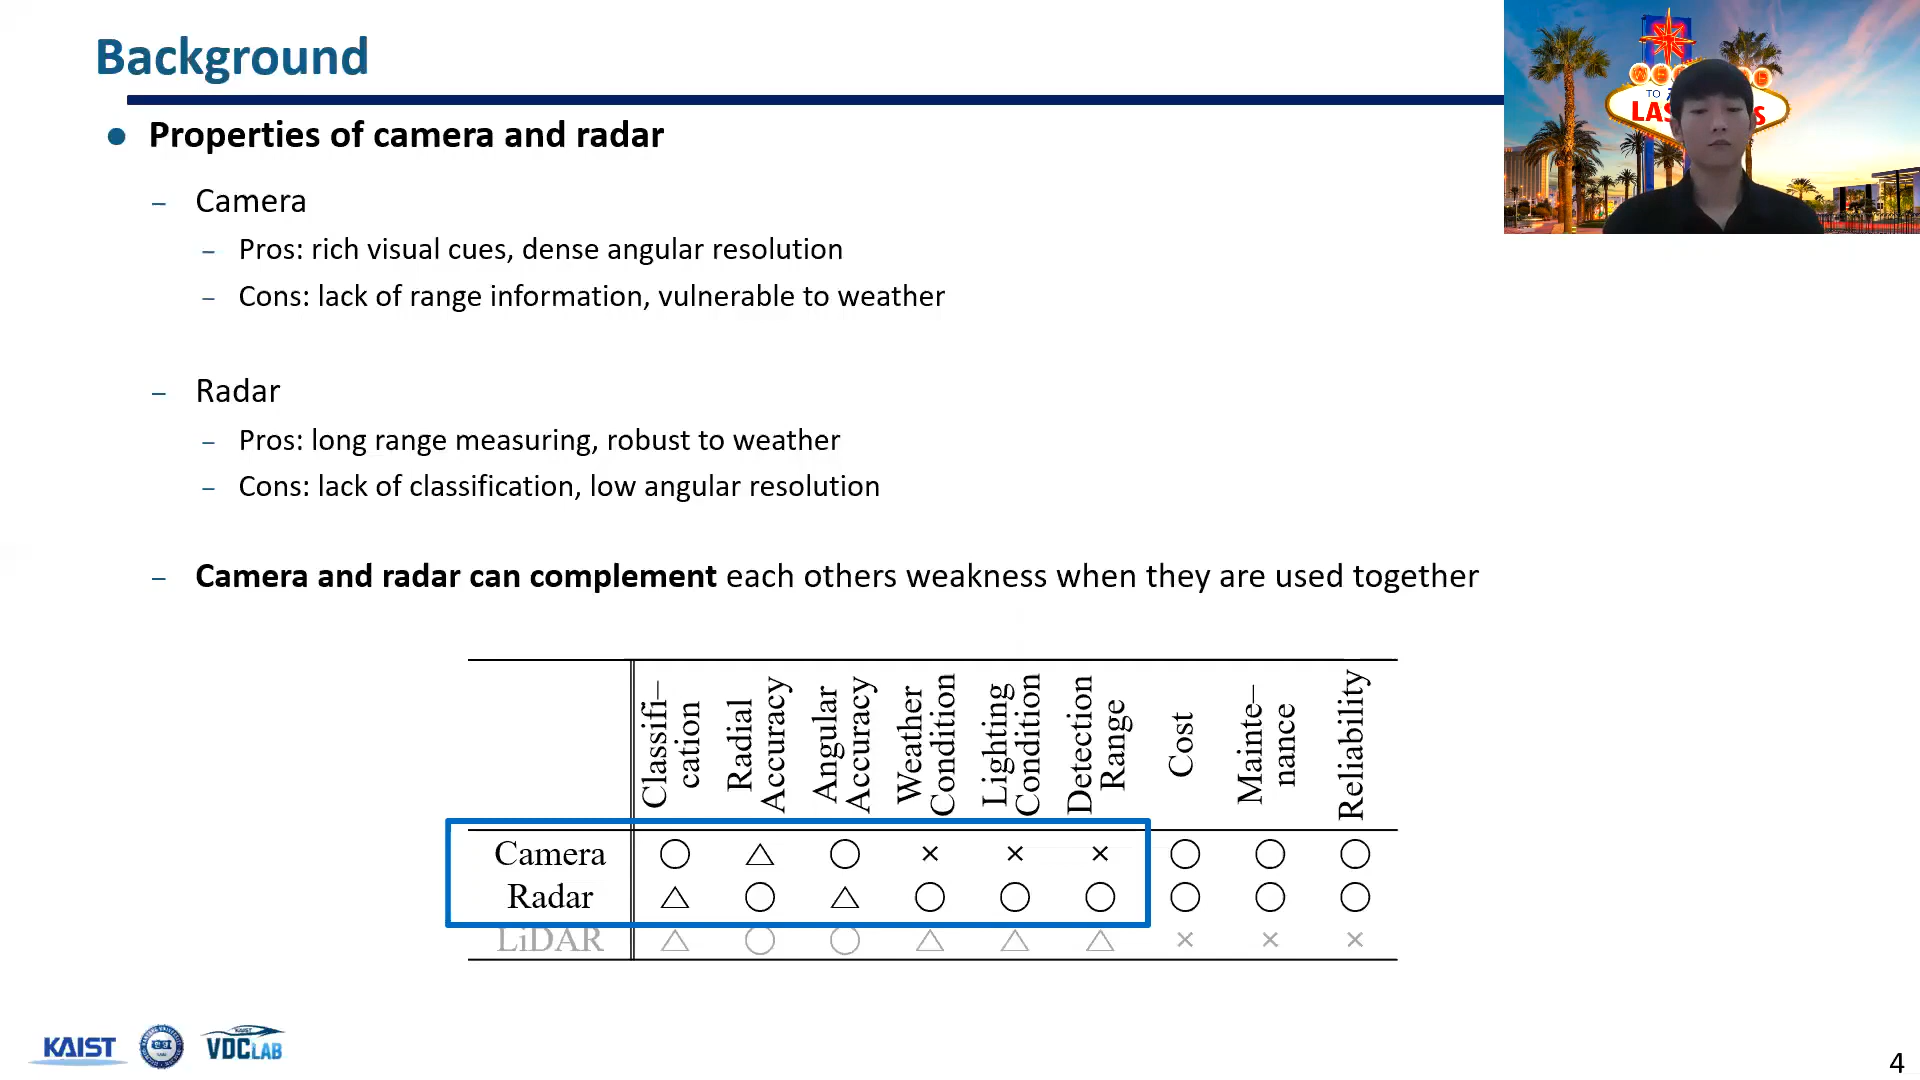 Background
Properties of camera and radar
– Camera
– Pros: rich visual cues, dense angular resolution
– Cons: lack of range information, vulnerable to weather
– Radar
– Pros: long range measuring, robust to weather
– Cons: lack of classification, low angular resolution
– Camera and radar can complement each others weakness when they are used together
Classifi–
cation
Radial
Accuracy
Angular
Accuracy
Weather
Condition
Lighting
Condition
Detection
Range
Cost
Mainte–
nance
Reliability
Camera ○ △ ○ × × × ○ ○ ○
Radar △ ○ △ ○ ○ ○ ○ ○ ○
LiDAR △ ○ ○ △ △ △ × × ×
KAIST
VDCLAB
4
TO
LAS
S